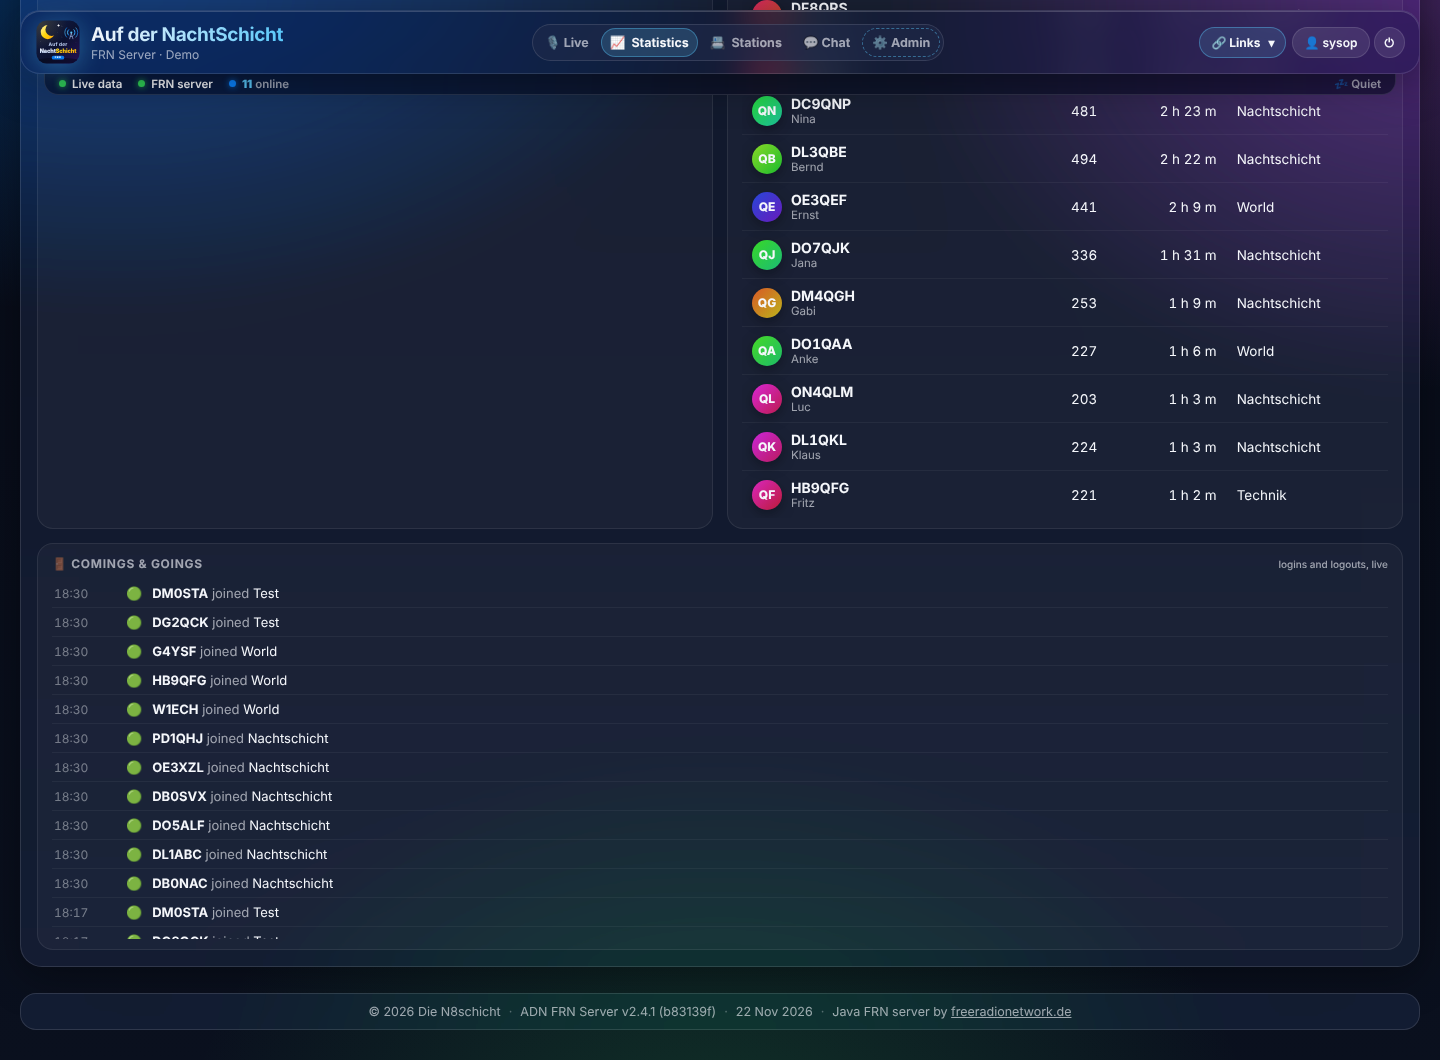 DF8QRS
Auf der NachtSchicht
FRN Server · Demo
Live
Statistics
Stations
Chat
Admin
Links ▾
sysop
Live data
FRN server
11 online
Quiet
QN DC9QNP 481 2 h 23 m Nachtschicht
Nina
QB DL3QBE 494 2 h 22 m Nachtschicht
Bernd
QE OE3QEF 441 2 h 9 m World
Ernst
QJ DO7QJK 336 1 h 31 m Nachtschicht
Jana
QG DM4QGH 253 1 h 9 m Nachtschicht
Gabi
QA DO1QAA 227 1 h 6 m World
Anke
QL ON4QLM 203 1 h 3 m Nachtschicht
Luc
QK DL1QKL 224 1 h 3 m Nachtschicht
Klaus
QF HB9QFG 221 1 h 2 m Technik
Fritz
COMINGS & GOINGS
logins and logouts, live
18:30 DM0STA joined Test
18:30 DG2QCK joined Test
18:30 G4YSF joined World
18:30 HB9QFG joined World
18:30 W1ECH joined World
18:30 PD1QHJ joined Nachtschicht
18:30 OE3XZL joined Nachtschicht
18:30 DB0SVX joined Nachtschicht
18:30 DO5ALF joined Nachtschicht
18:30 DL1ABC joined Nachtschicht
18:30 DB0NAC joined Nachtschicht
18:17 DM0STA joined Test
© 2026 Die N8schicht · ADN FRN Server v2.4.1 (b83139f) · 22 Nov 2026 · Java FRN server by freeradionetwork.de